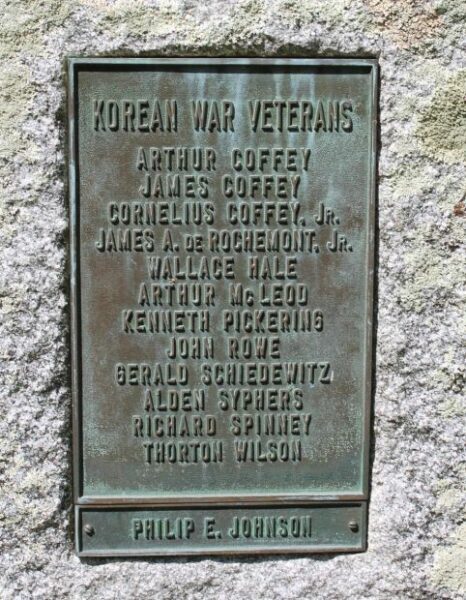 KOREAN WAR VETERANS
ARTHUR COFFEY
JAMES COFFEY
CORNELIUS COFFEY, JR.
JAMES A. DE ROCHEMONT, JR.
WALLACE HALE
ARTHUR MCLEOD
KENNETH PICKERING
JOHN ROWE
GERALD SCHIEDEWITZ
ALDEN SYPHERS
RICHARD SPINNEY
THORTON WILSON
PHILIP E. JOHNSON